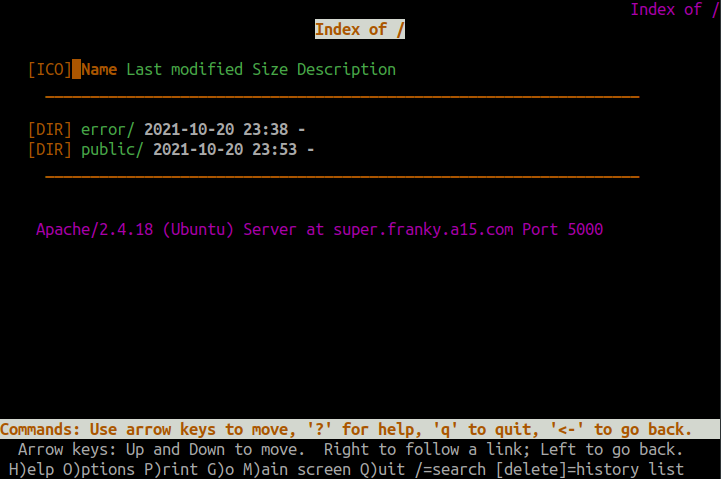 Index of /
Index of /
[ICO] Name Last modified Size Description
[DIR] error/ 2021-10-20 23:38 -
[DIR] public/ 2021-10-20 23:53 -
Apache/2.4.18 (Ubuntu) Server at super.franky.a15.com Port 5000
Commands: Use arrow keys to move, '?' for help, 'q' to quit, '<-' to go back.
Arrow keys: Up and Down to move.  Right to follow a link; Left to go back.
H)elp O)ptions P)rint G)o M)ain screen Q)uit /=search [delete]=history list